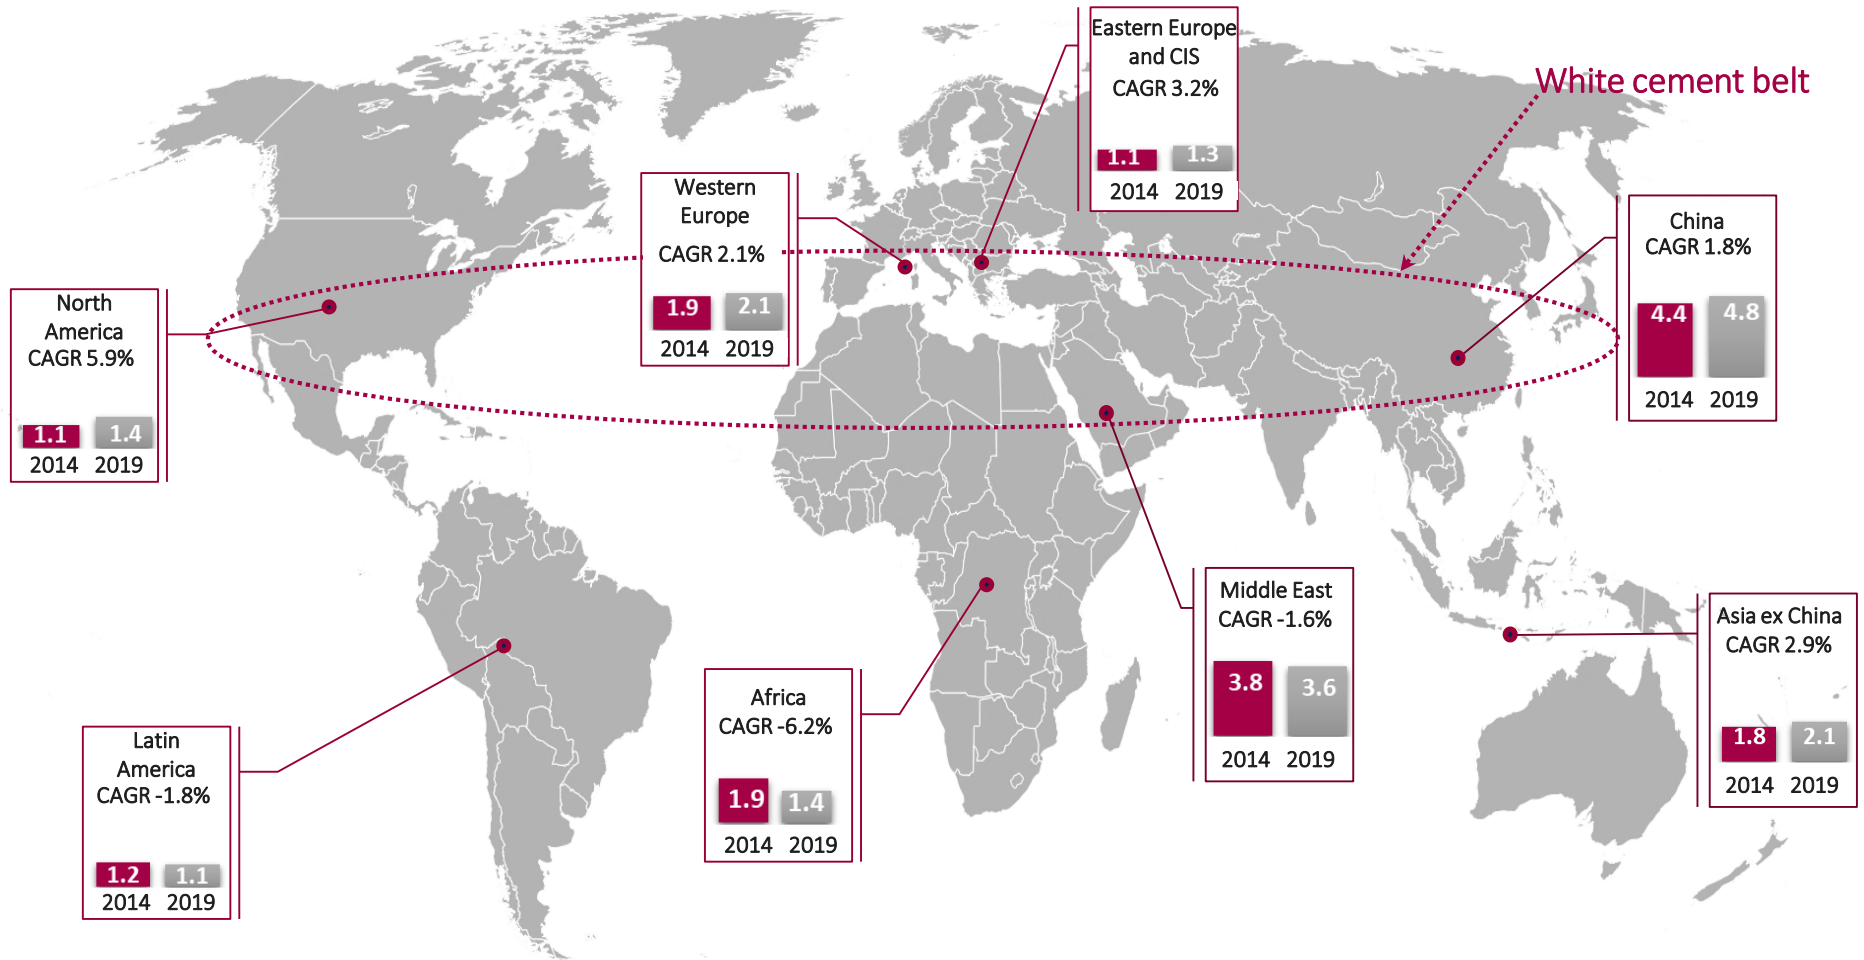 Eastern Europe
and CIS
CAGR 3.2%
1.1 1.3
2014 2019
White cement belt
Western
Europe
CAGR 2.1%
1.9 2.1
2014 2019
China
CAGR 1.8%
4.4 4.8
2014 2019
North
America
CAGR 5.9%
1.1 1.4
2014 2019
Middle East
CAGR -1.6%
3.8 3.6
2014 2019
Asia ex China
CAGR 2.9%
1.8 2.1
2014 2019
Africa
CAGR -6.2%
1.9 1.4
2014 2019
Latin
America
CAGR -1.8%
1.2 1.1
2014 2019